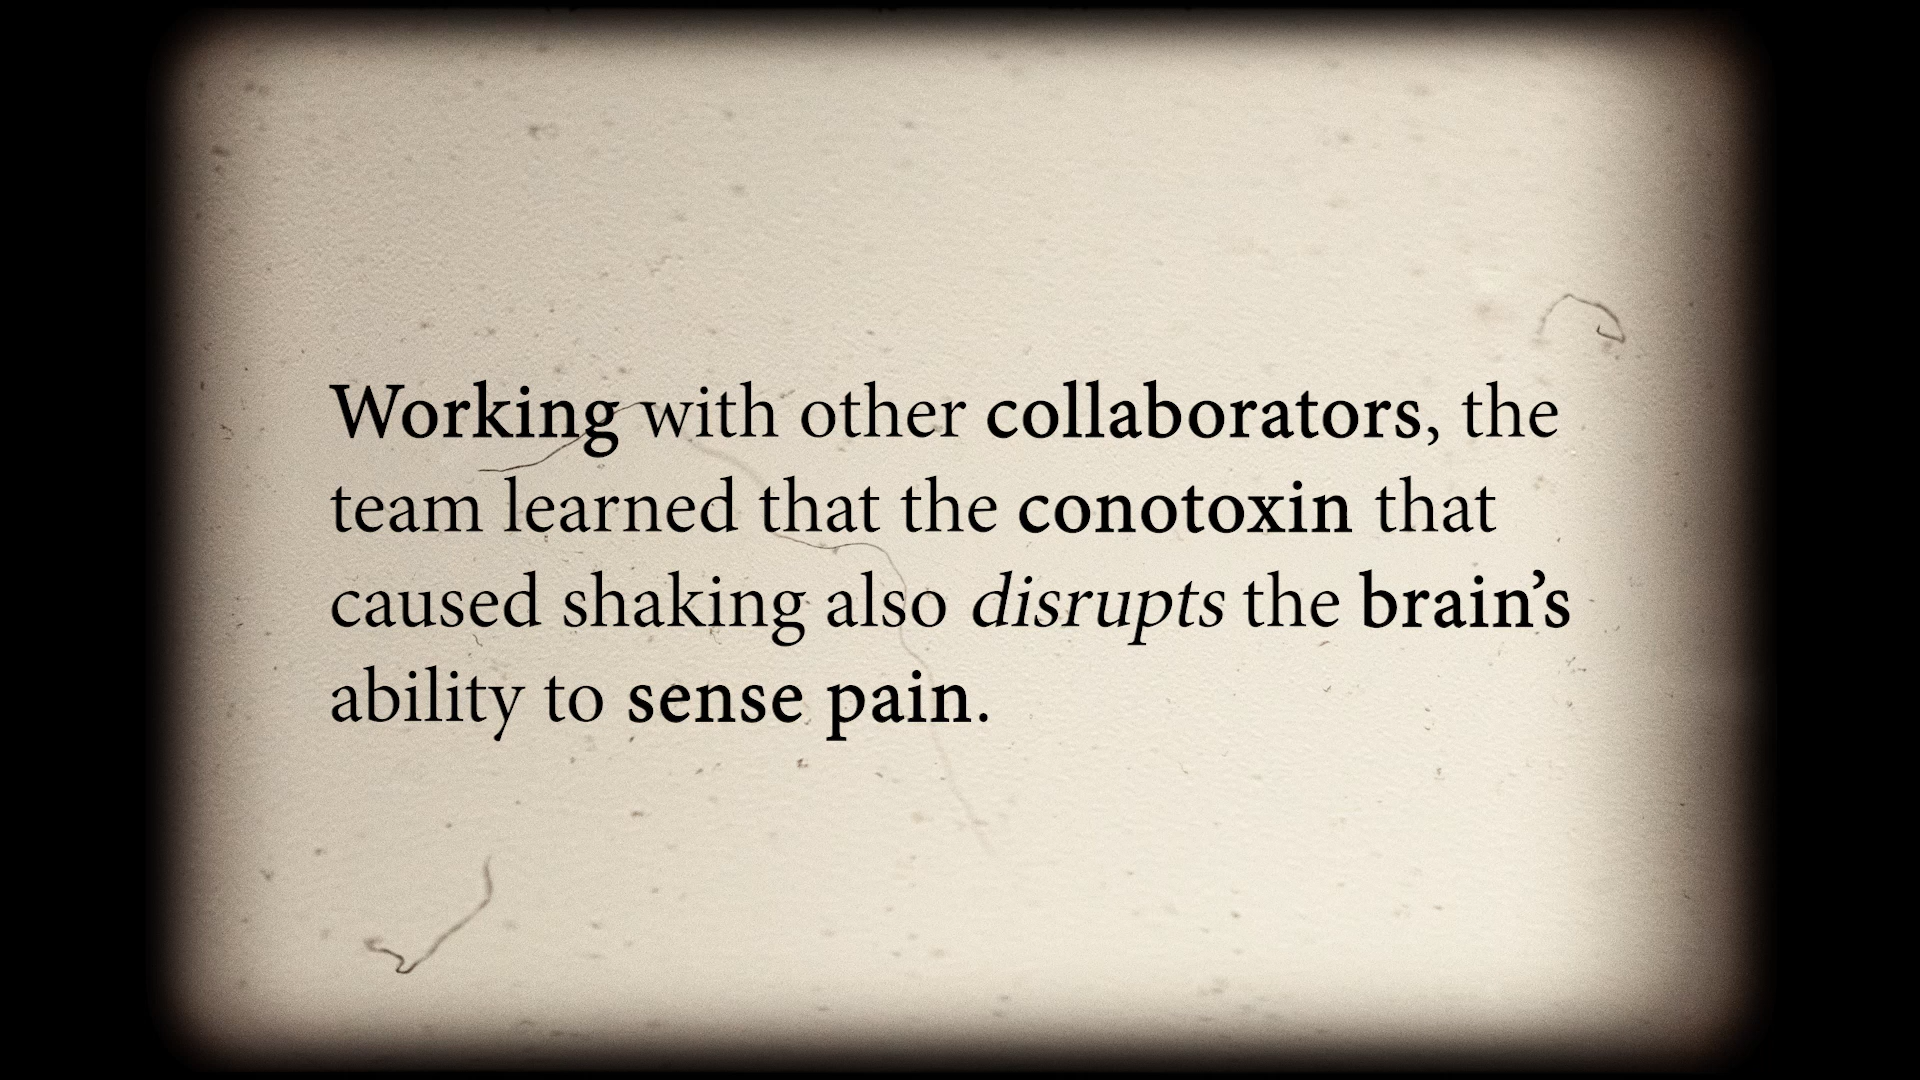 Working with other collaborators, the
team learned that the conotoxin that
caused shaking also disrupts the brain’s
ability to sense pain.